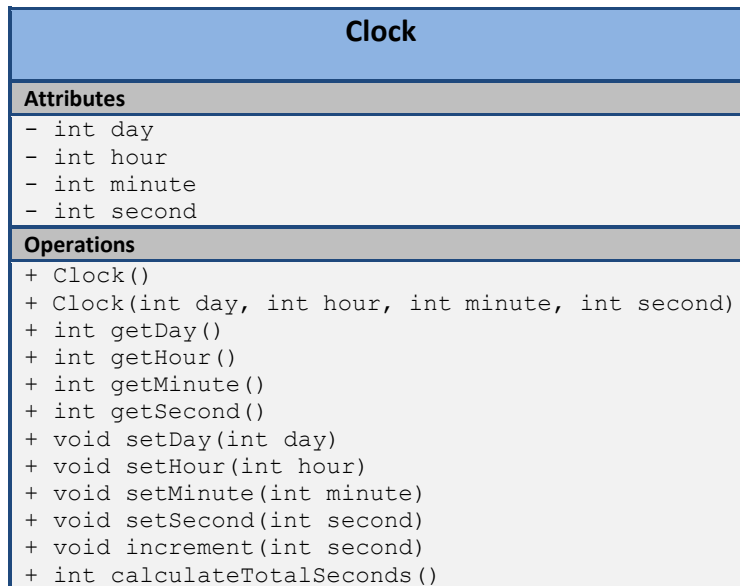 Clock
Attributes
- int day
- int hour
- int minute
- int second
Operations
+ Clock()
+ Clock(int day, int hour, int minute, int second)
+ int getDay()
+ int getHour()
+ int getMinute()
+ int getSecond()
+ void setDay(int day)
+ void setHour(int hour)
+ void setMinute(int minute)
+ void setSecond(int second)
+ void increment(int second)
+ int calculateTotalSeconds()